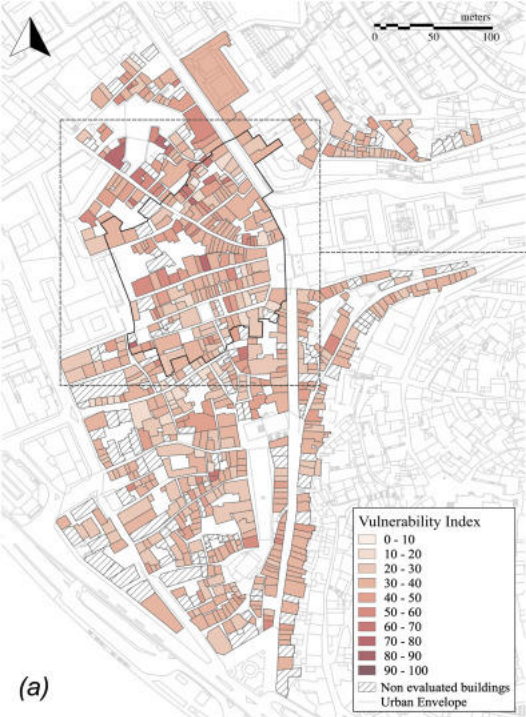 meters
0 50 100
Vulnerability Index
0 - 10
10 - 20
20 - 30
30 - 40
40 - 50
50 - 60
60 - 70
70 - 80
80 - 90
90 - 100
Non evaluated buildings
Urban Envelope
(a)